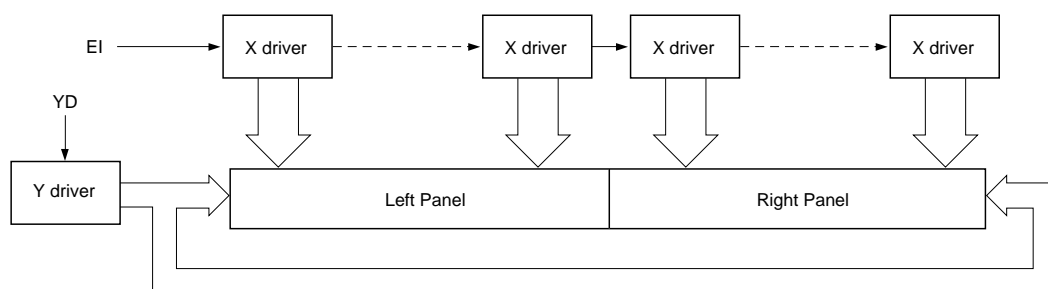 EI
X driver
X driver
X driver
X driver
YD
Y driver
Left Panel
Right Panel